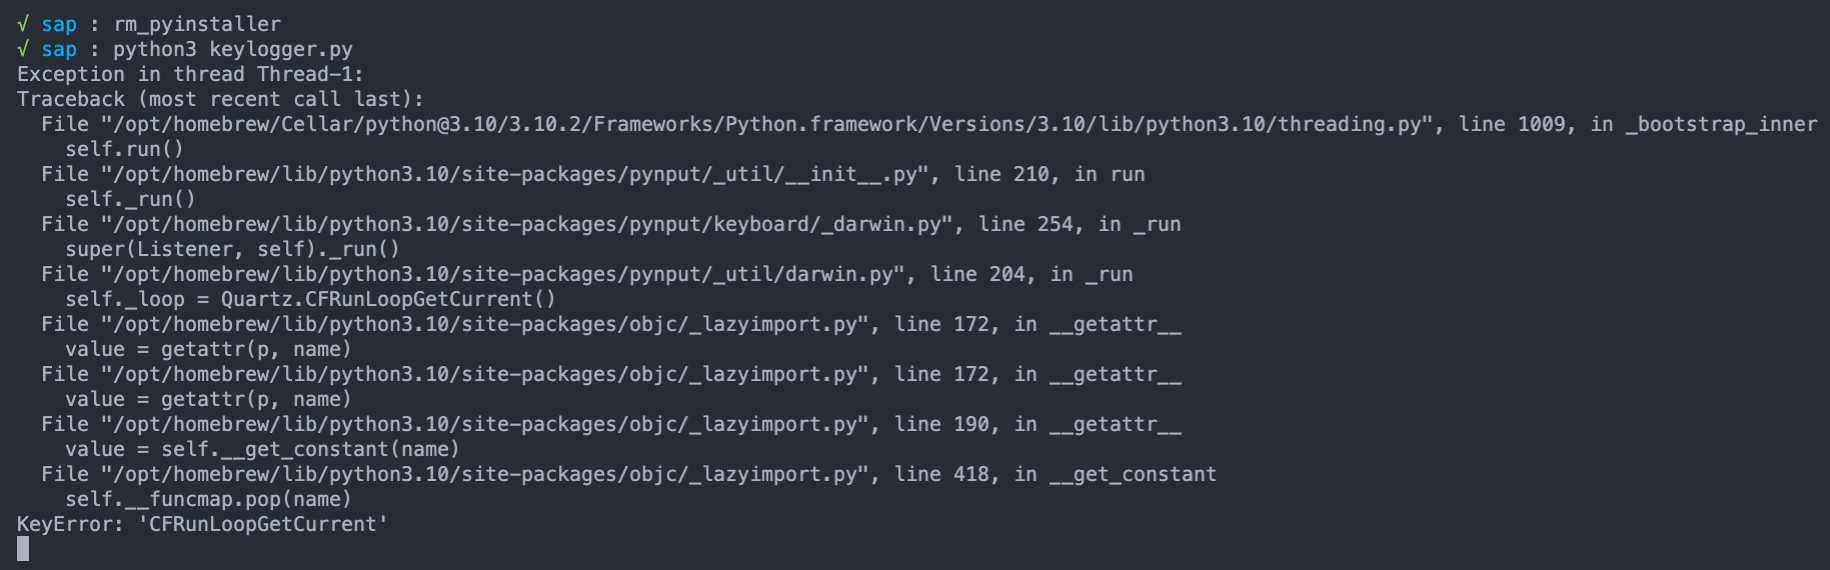 √ sap : rm_pyinstaller
√ sap : python3 keylogger.py
Exception in thread Thread-1:
Traceback (most recent call last):
  File "/opt/homebrew/Cellar/python@3.10/3.10.2/Frameworks/Python.framework/Versions/3.10/lib/python3.10/threading.py", line 1009, in _bootstrap_inner
    self.run()
  File "/opt/homebrew/lib/python3.10/site-packages/pynput/_util/__init__.py", line 210, in run
    self._run()
  File "/opt/homebrew/lib/python3.10/site-packages/pynput/keyboard/_darwin.py", line 254, in _run
    super(Listener, self)._run()
  File "/opt/homebrew/lib/python3.10/site-packages/pynput/_util/darwin.py", line 204, in _run
    self._loop = Quartz.CFRunLoopGetCurrent()
  File "/opt/homebrew/lib/python3.10/site-packages/objc/_lazyimport.py", line 172, in __getattr__
    value = getattr(p, name)
  File "/opt/homebrew/lib/python3.10/site-packages/objc/_lazyimport.py", line 172, in __getattr__
    value = getattr(p, name)
  File "/opt/homebrew/lib/python3.10/site-packages/objc/_lazyimport.py", line 190, in __getattr__
    value = self.__get_constant(name)
  File "/opt/homebrew/lib/python3.10/site-packages/objc/_lazyimport.py", line 418, in __get_constant
    self.__funcmap.pop(name)
KeyError: 'CFRunLoopGetCurrent'